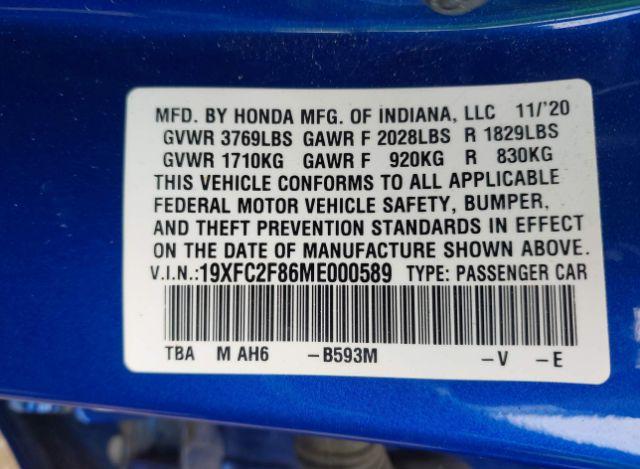 MFD. BY HONDA MFG. OF INDIANA, LLC 11/'20
GVWR 3769LBS GAWR F 2028LBS R 1829LBS
GVWR 1710KG GAWR F 920KG R 830KG
THIS VEHICLE CONFORMS TO ALL APPLICABLE
FEDERAL MOTOR VEHICLE SAFETY, BUMPER,
AND THEFT PREVENTION STANDARDS IN EFFECT
ON THE DATE OF MANUFACTURE SHOWN ABOVE.
V.I.N.:19XFC2F86ME000589 TYPE: PASSENGER CAR
TBA M AH6 -B593M -V -E